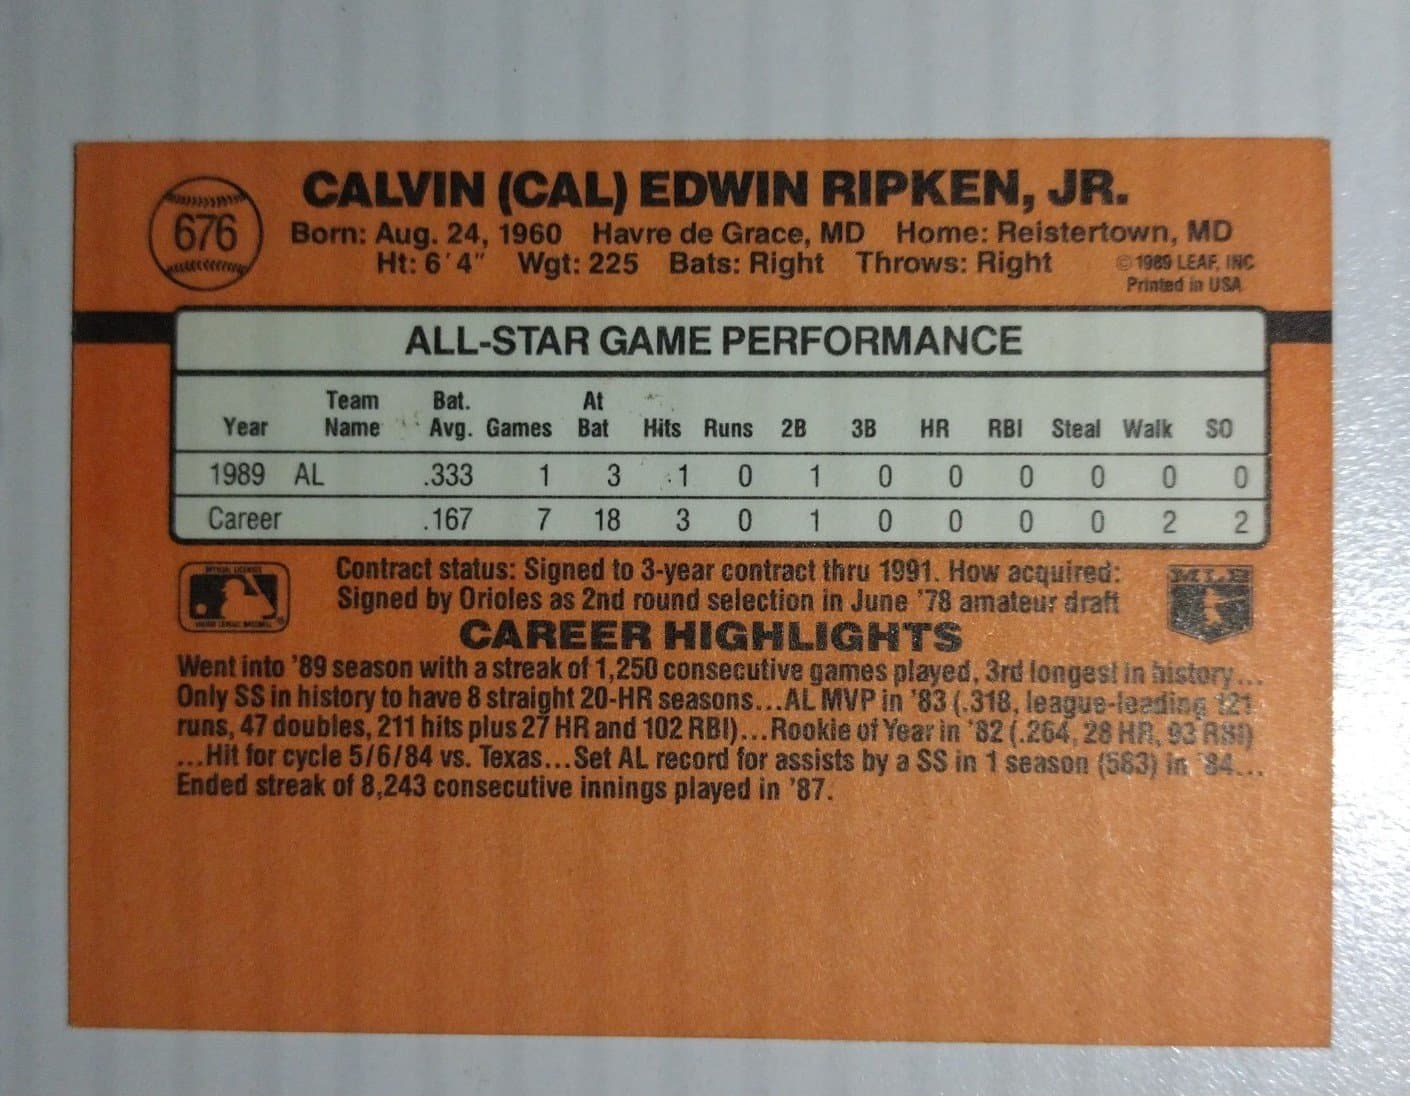 676
CALVIN (CAL) EDWIN RIPKEN, JR.
Born: Aug. 24, 1960 Havre de Grace, MD Home: Reistertown, MD
Ht: 6'4" Wgt: 225 Bats: Right Throws: Right
© 1989 LEAF, INC
Printed in USA
ALL-STAR GAME PERFORMANCE
Year Team Name Bat. Avg. Games At Bat Hits Runs 2B 3B HR RBI Steal Walk SO
1989 AL .333 1 3 1 0 1 0 0 0 0 0 0
Career .167 7 18 3 0 1 0 0 0 0 2 2
Contract status: Signed to 3-year contract thru 1991. How acquired:
Signed by Orioles as 2nd round selection in June '78 amateur draft
MLB
CAREER HIGHLIGHTS
Went into '89 season with a streak of 1,250 consecutive games played, 3rd longest in history...
Only SS in history to have 8 straight 20-HR seasons...AL MVP in '83 (.318, league-leading 121
runs, 47 doubles, 211 hits plus 27 HR and 102 RBI)...Rookie of Year in '82 (.264, 28 HR, 93 RBI)
...Hit for cycle 5/6/84 vs. Texas...Set AL record for assists by a SS in 1 season (583) in '84...
Ended streak of 8,243 consecutive innings played in '87.